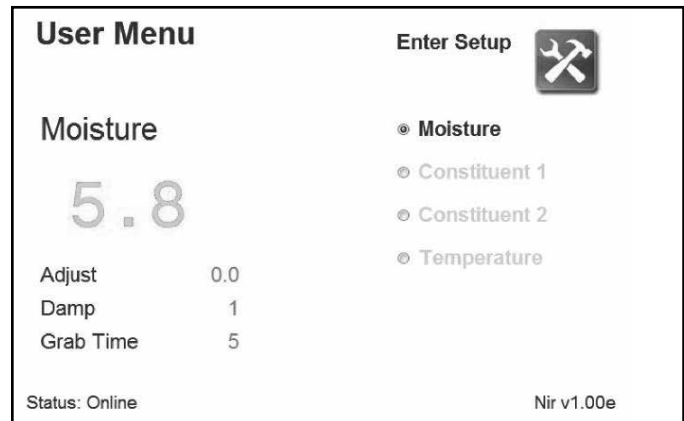 User Menu
Enter Setup
Moisture
5.8
Adjust 0.0
Damp 1
Grab Time 5
Moisture
Constituent 1
Constituent 2
Temperature
Status: Online
Nir v1.00e